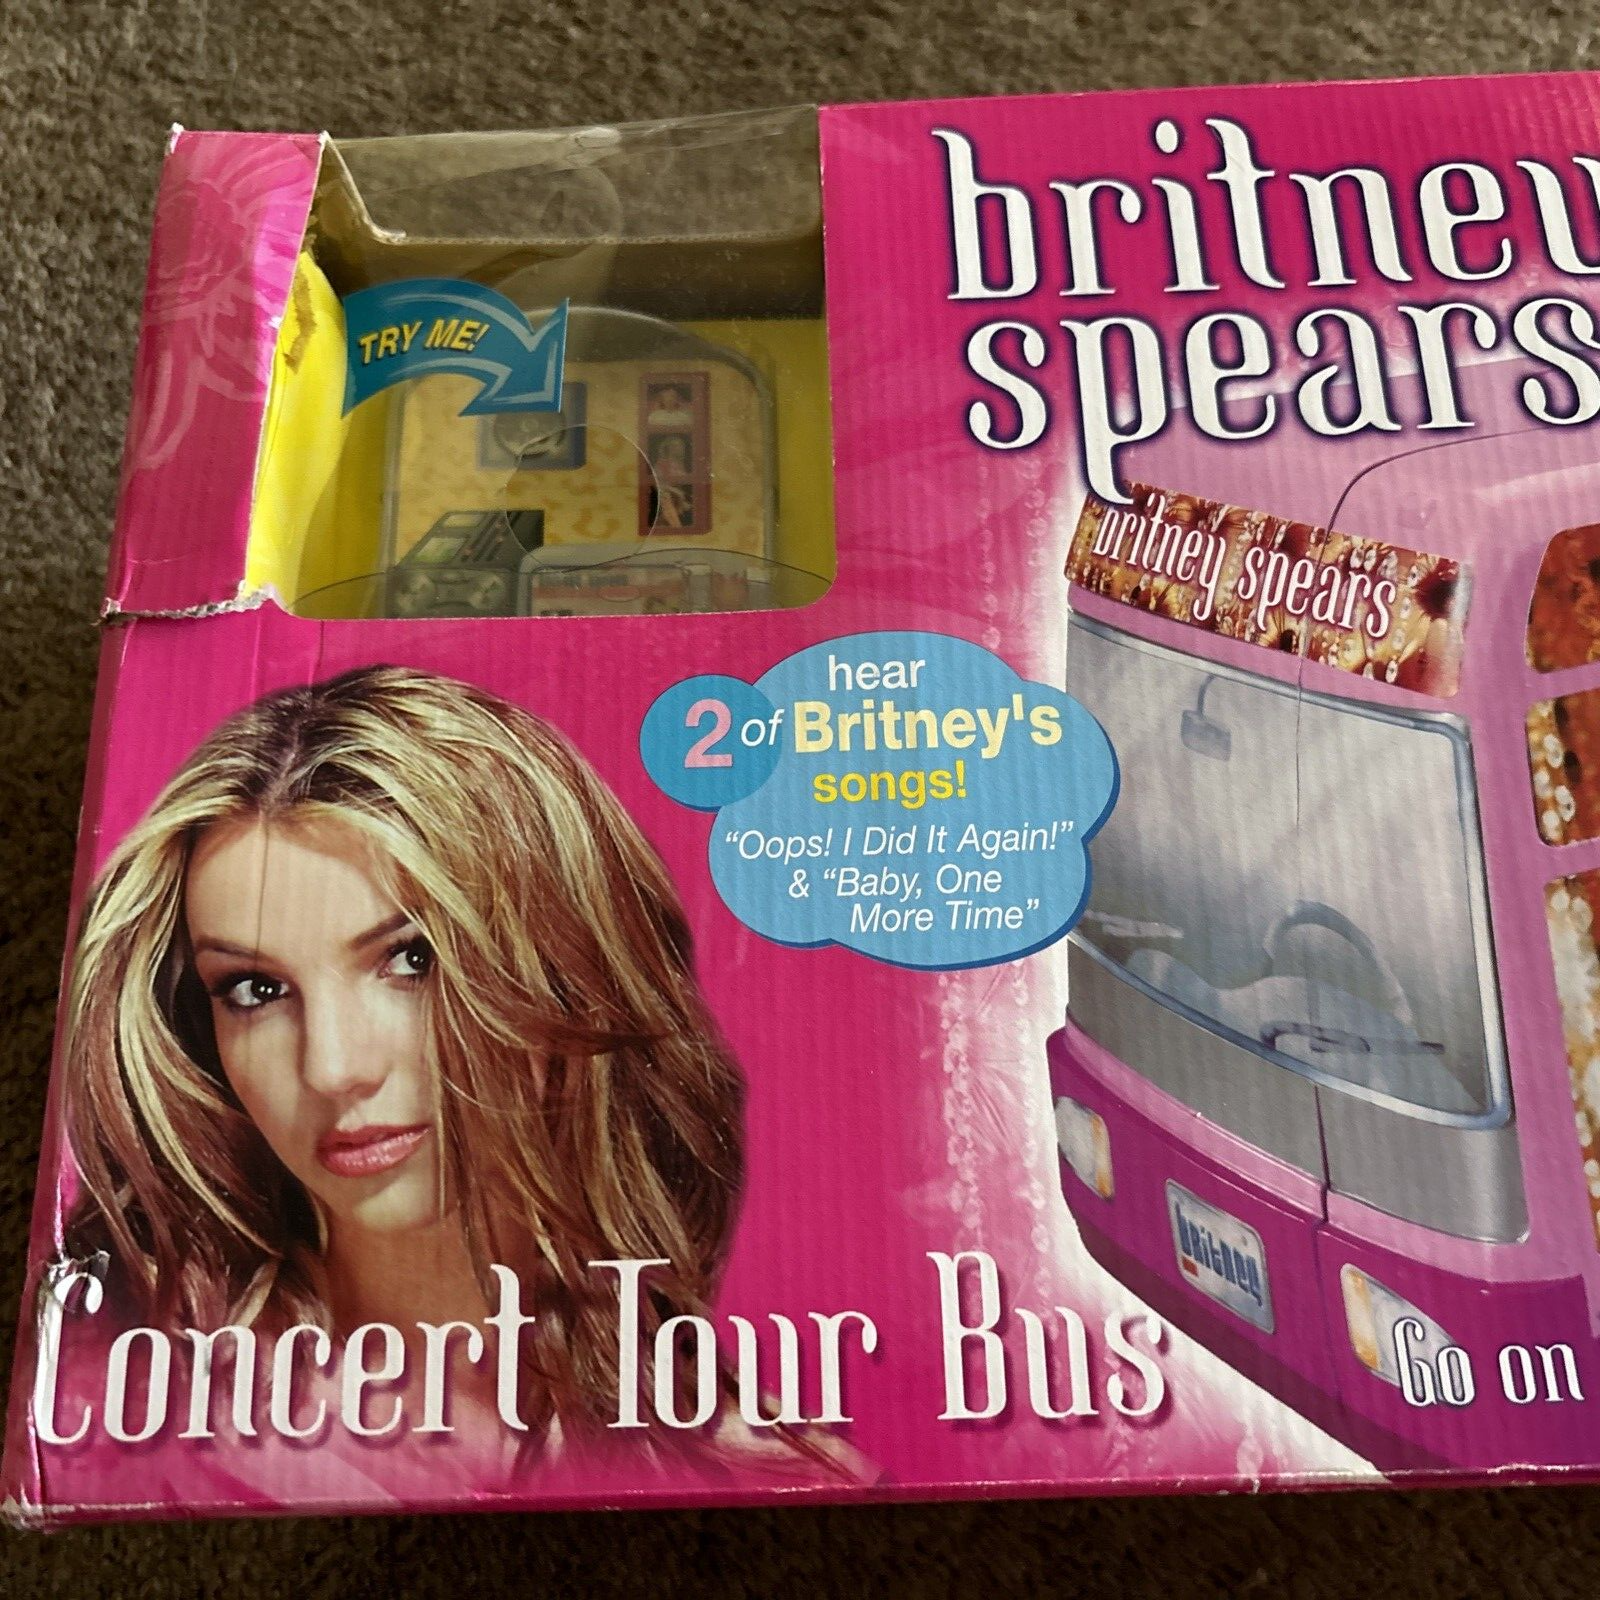 britney
spears
TRY ME!
britney spears
hear
2 of Britney's
songs!
"Oops! I Did It Again!"
& "Baby, One
More Time"
britney
Concert Tour Bus
Go on